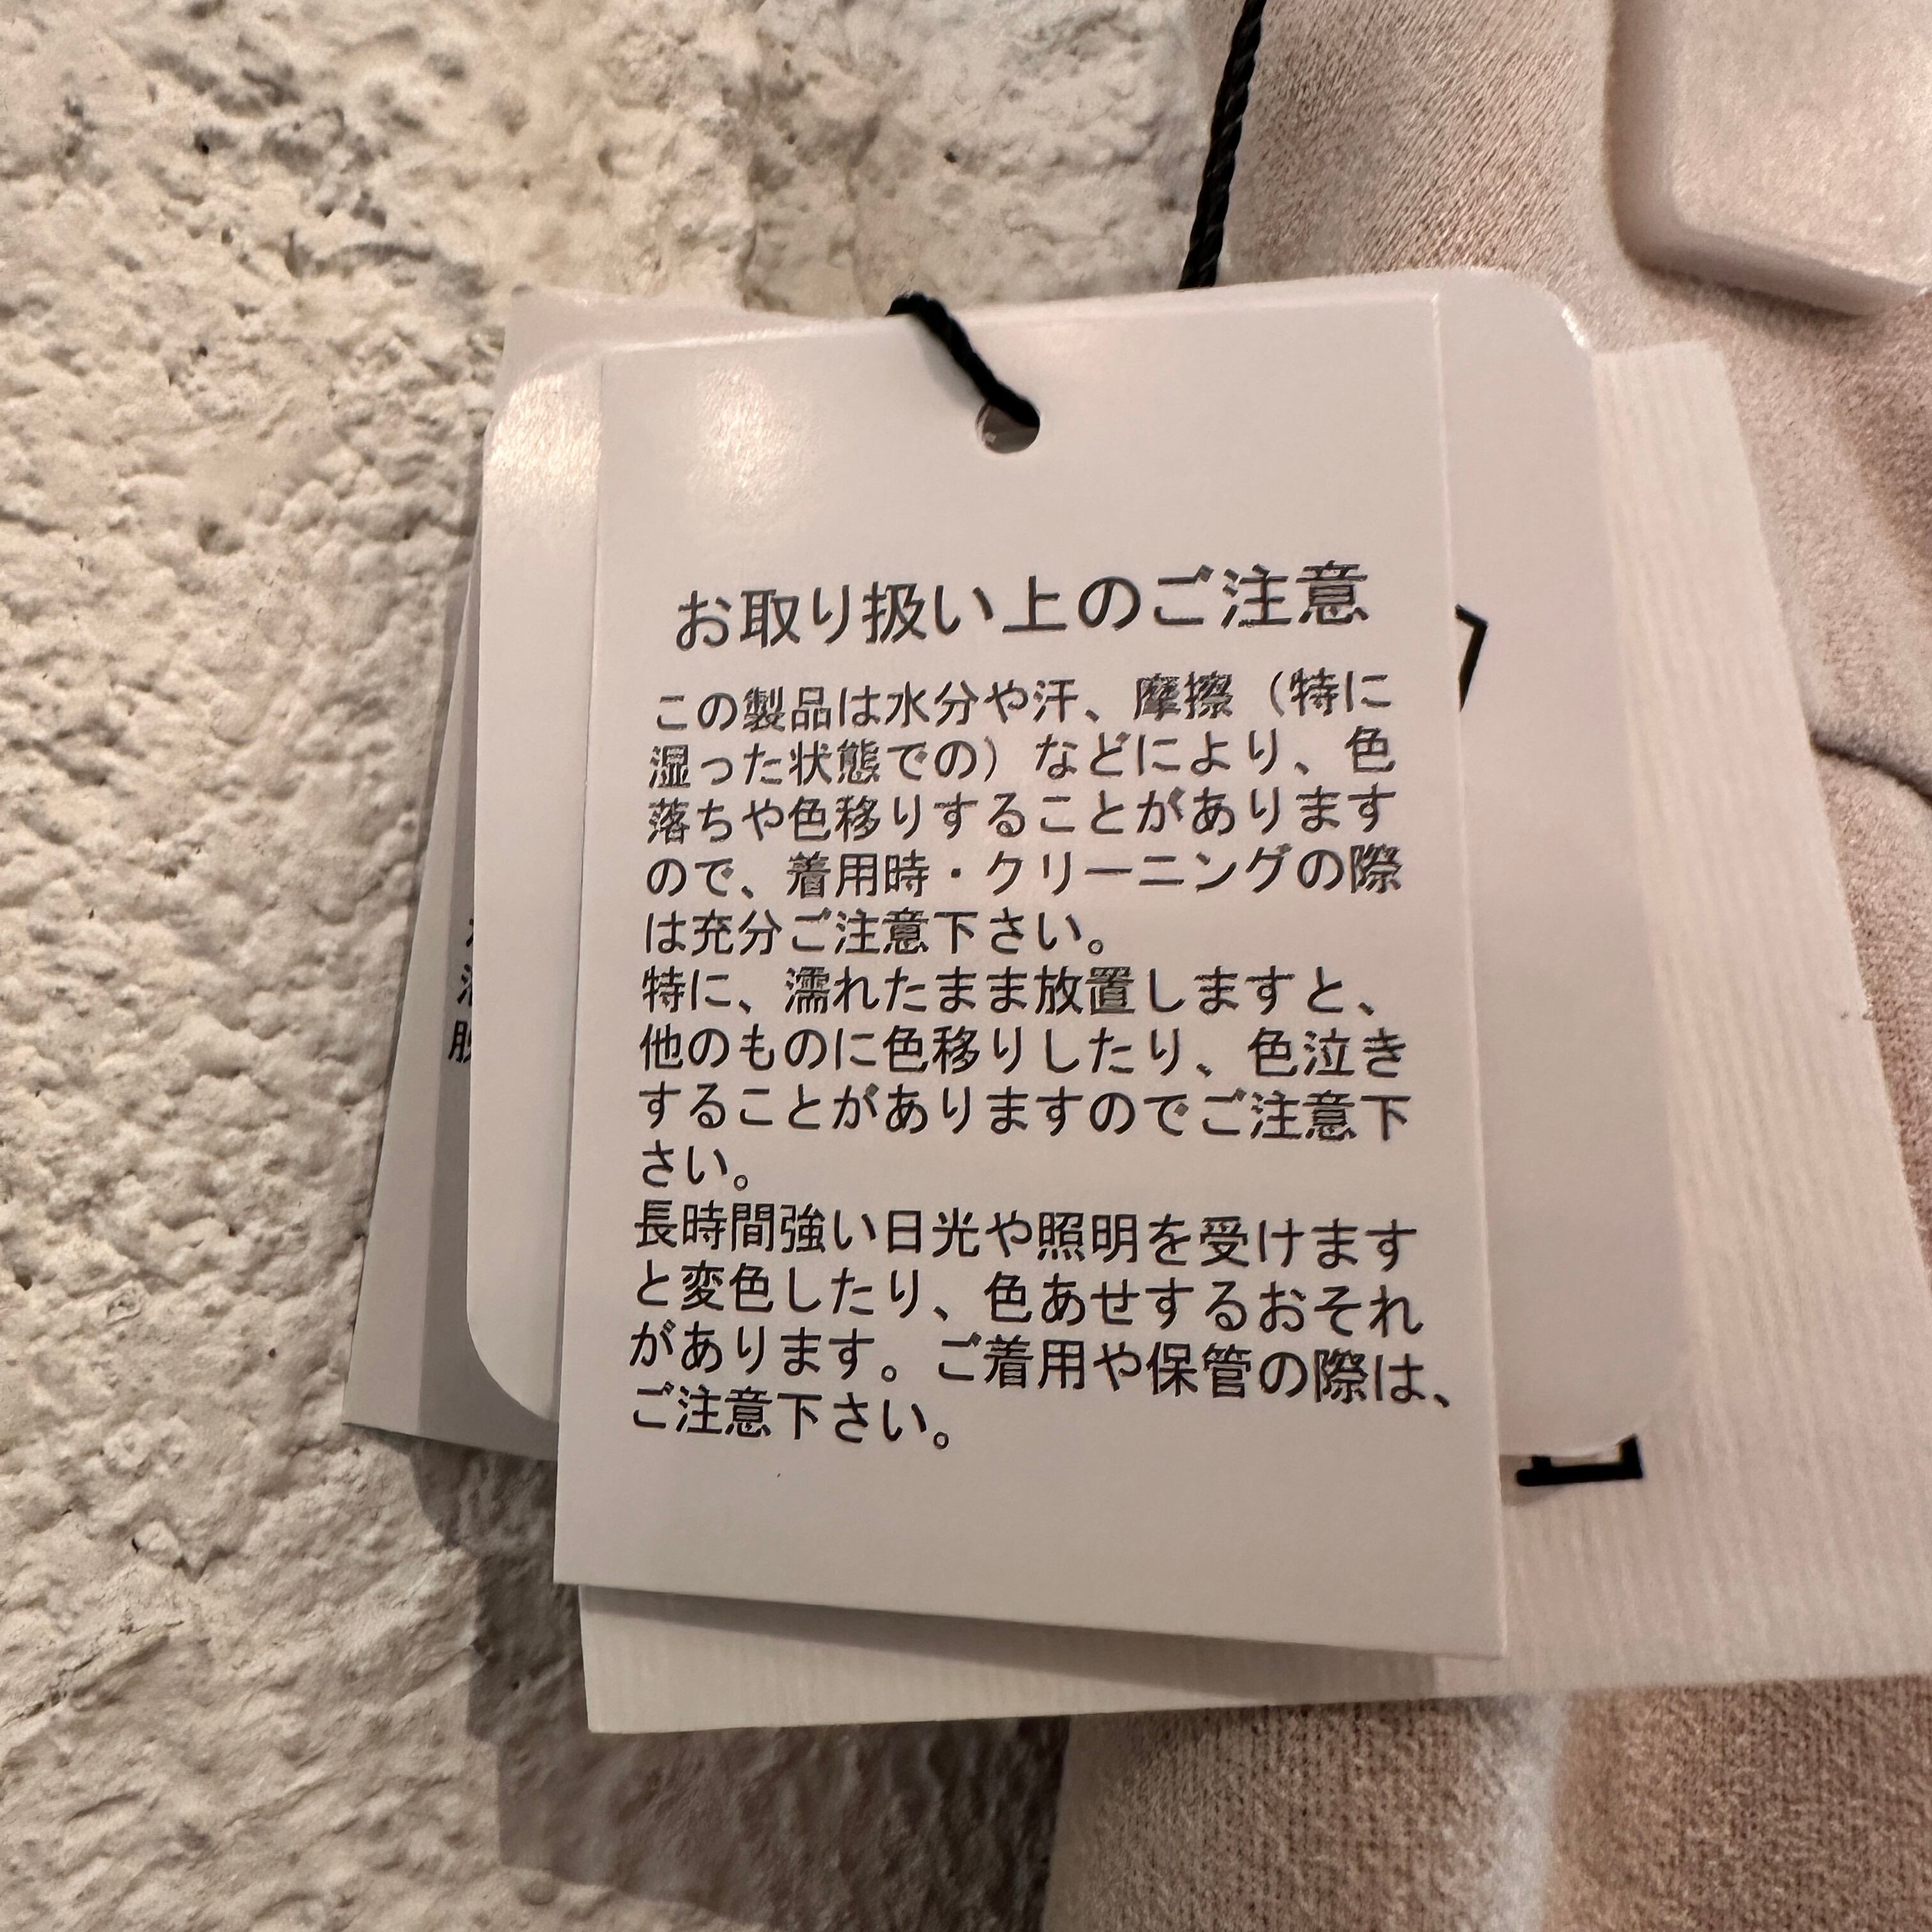 お取り扱い上のご注意
この製品は水分や汗、摩擦（特に
湿った状態での）などにより、色
落ちや色移りすることがあります
ので、着用時・クリーニングの際
は充分ご注意下さい。
特に、濡れたまま放置しますと、
他のものに色移りしたり、色泣き
することがありますのでご注意下
さい。
長時間強い日光や照明を受けます
と変色したり、色あせするおそれ
があります。ご着用や保管の際は、
ご注意下さい。